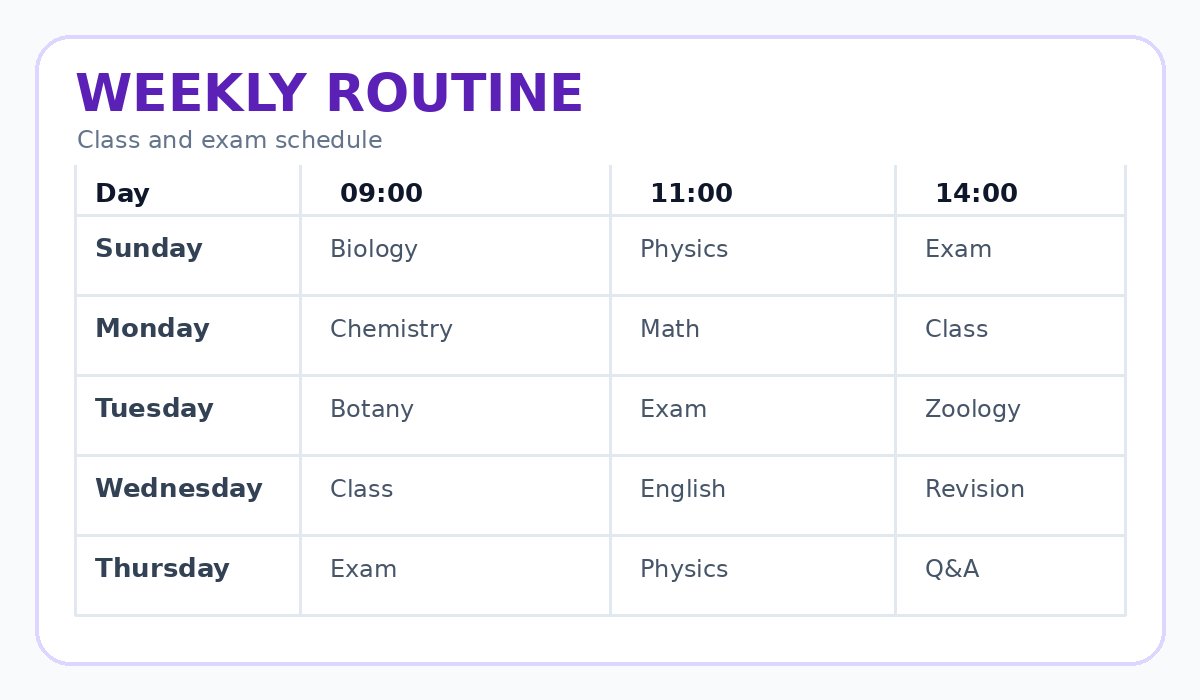 WEEKLY ROUTINE
Class and exam schedule
Day 09:00 11:00 14:00
Sunday Biology Physics Exam
Monday Chemistry Math Class
Tuesday Botany Exam Zoology
Wednesday Class English Revision
Thursday Exam Physics Q&A